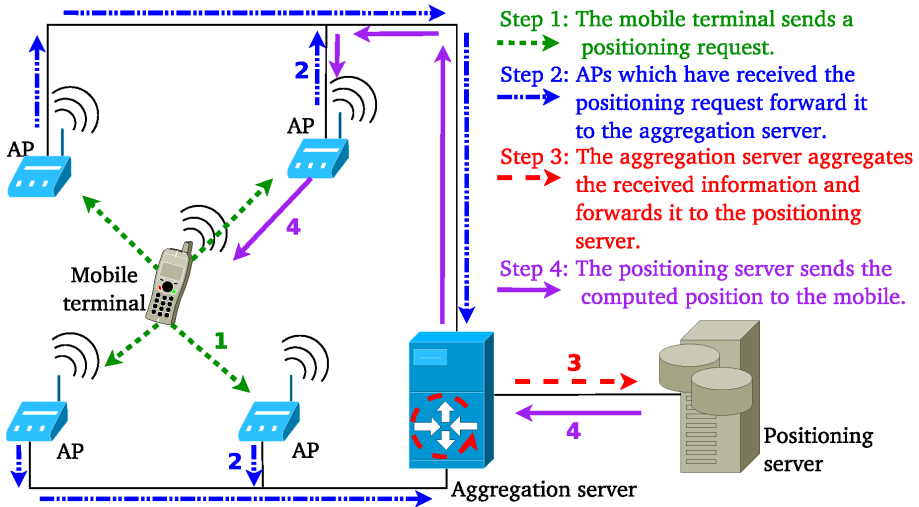 Step 1: The mobile terminal sends a
positioning request.
Step 2: APs which have received the
positioning request forward it
to the aggregation server.
Step 3: The aggregation server aggregates
the received information and
forwards it to the positioning
server.
Step 4: The positioning server sends the
computed position to the mobile.
2
AP
AP
4
Mobile
terminal
1
3
4
AP
AP
2
Positioning
server
Aggregation server